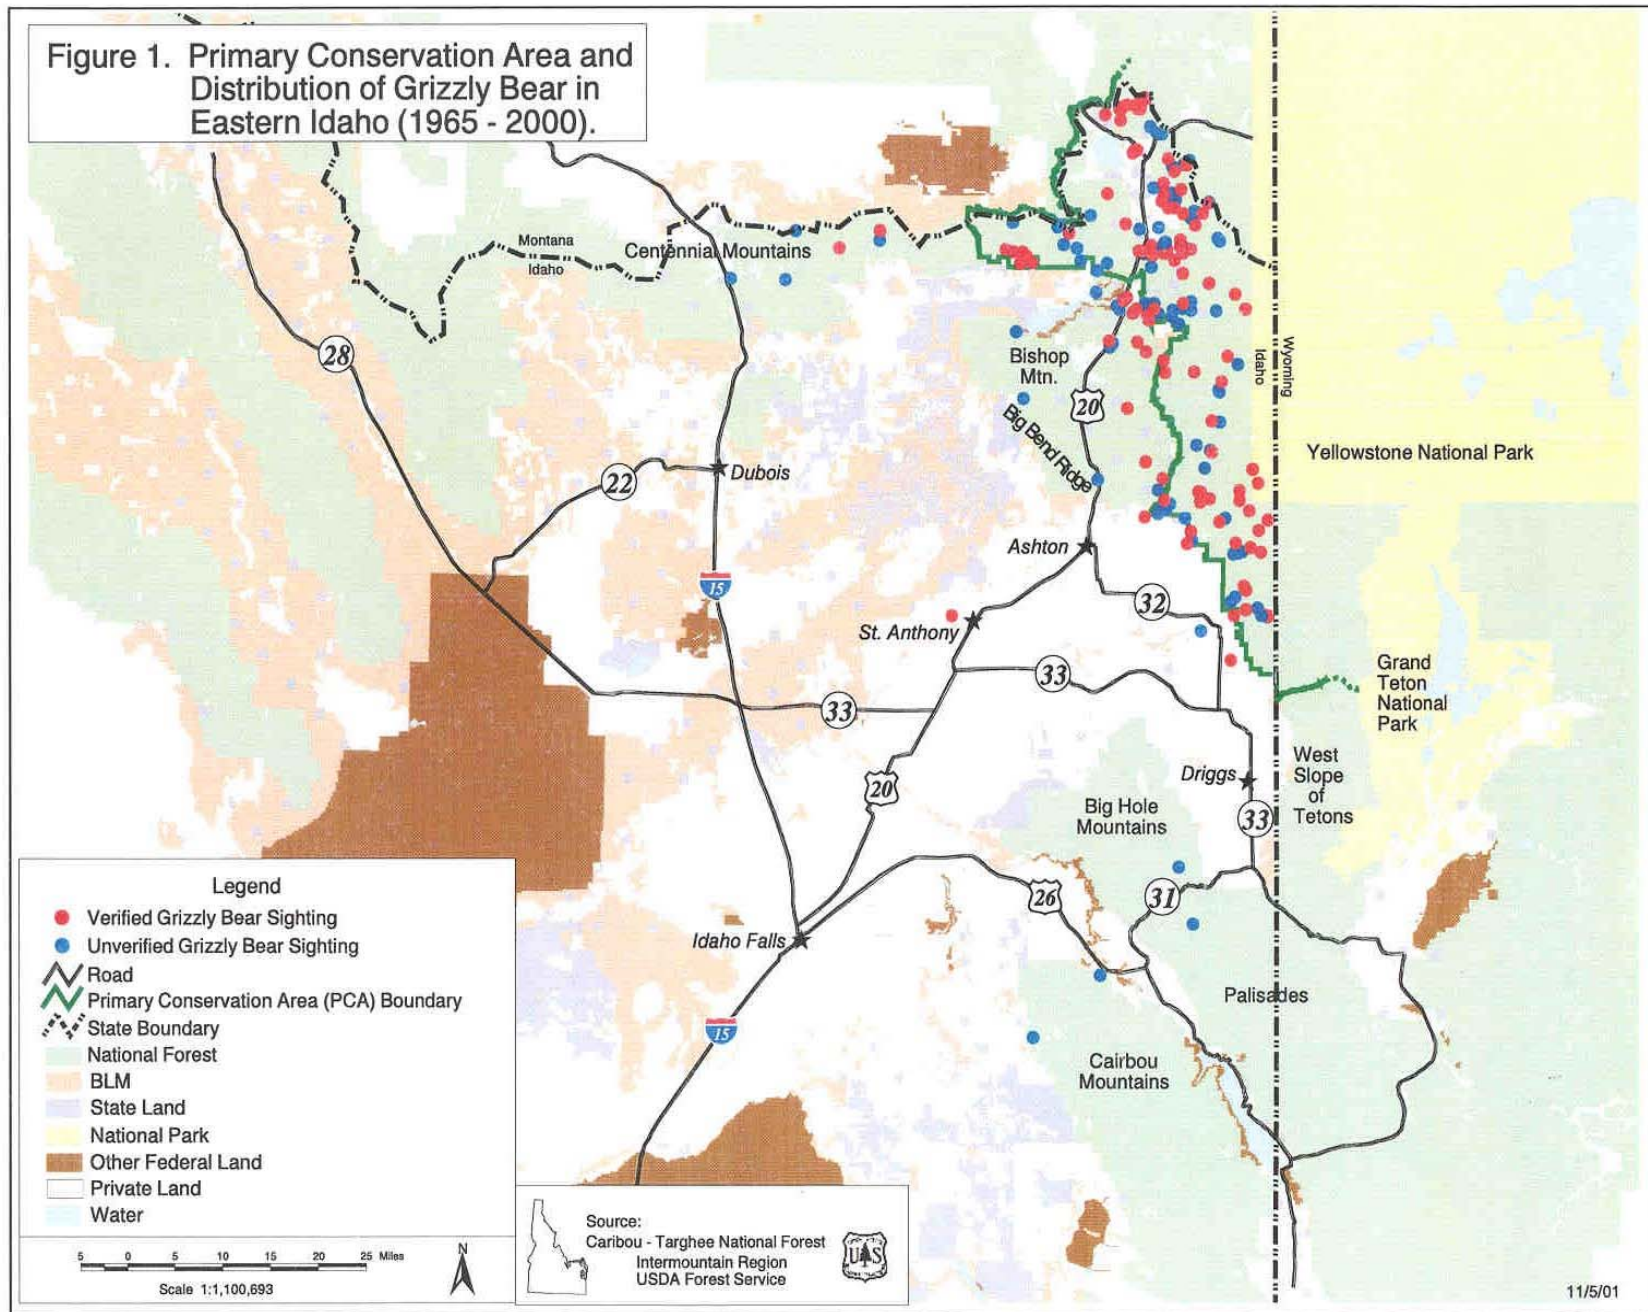 Figure 1. Primary Conservation Area and
Distribution of Grizzly Bear in
Eastern Idaho (1965 - 2000).
Montana
Idaho
Centennial Mountains
28
Bishop
Mtn.
20
Big Bend Ridge
Wyoming
Idaho
Yellowstone National Park
22
Dubois
Ashton
15
32
St. Anthony
33
33
Grand
Teton
National
Park
20
Driggs
West
Slope
of
Tetons
Big Hole
Mountains
33
26
31
Idaho Falls
Palisades
15
Cairbou
Mountains
Legend
Verified Grizzly Bear Sighting
Unverified Grizzly Bear Sighting
Road
Primary Conservation Area (PCA) Boundary
State Boundary
National Forest
BLM
State Land
National Park
Other Federal Land
Private Land
Water
5 0 5 10 15 20 25 Miles
Scale 1:1,100,693
N
Source:
Caribou - Targhee National Forest
Intermountain Region
USDA Forest Service
U S
11/5/01